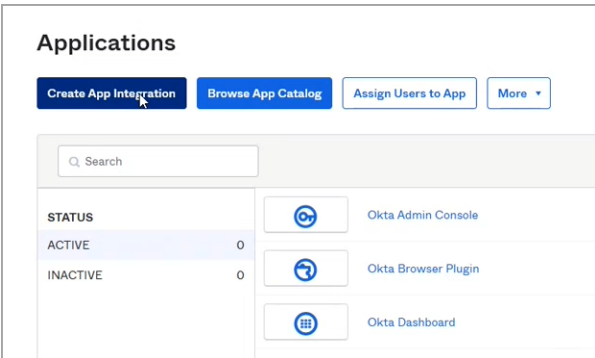 Applications
Create App Integration Browse App Catalog Assign Users to App More
Search
STATUS
ACTIVE 0
INACTIVE 0
Okta Admin Console
Okta Browser Plugin
Okta Dashboard